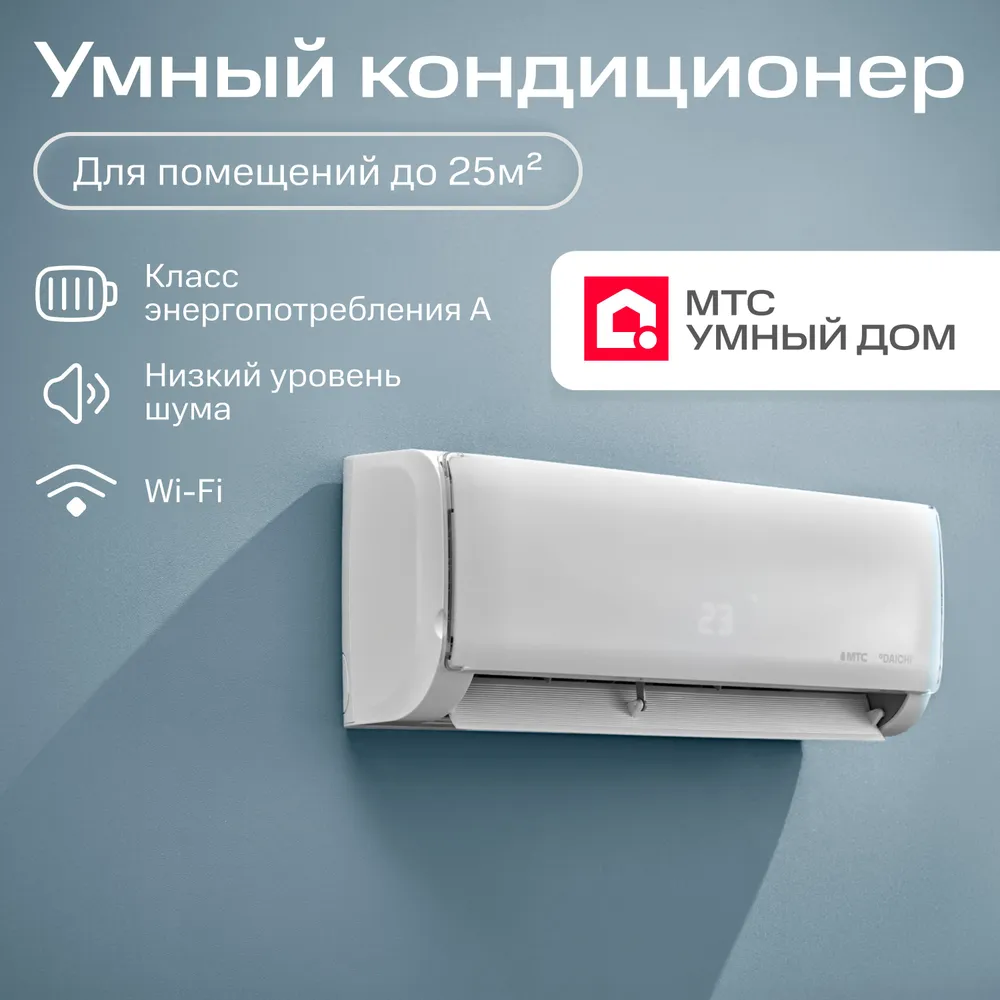 Умный кондиционер
Для помещений до 25м²
Класс
энергопотребления А
МТС
УМНЫЙ ДОМ
Низкий уровень
шума
Wi-Fi
23
МТС °DAICHI